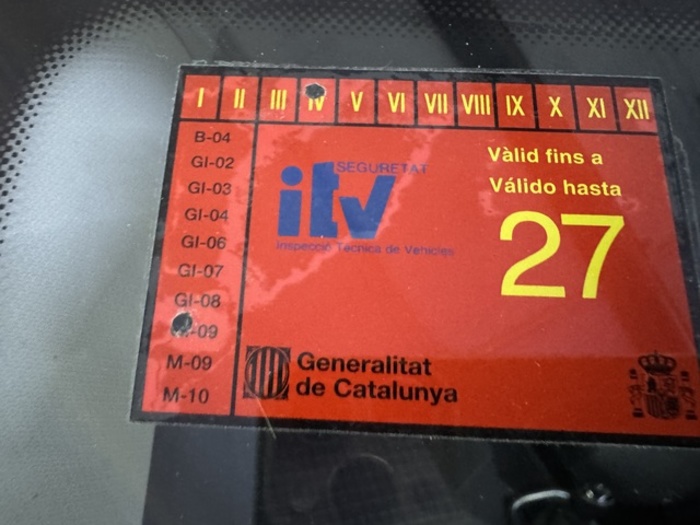 I II III IV V VI VII VIII IX X XI XII
B-04
GI-02
GI-03
GI-04
GI-06
GI-07
GI-08
M-09
M-10
SEGURETAT
itv
Inspecció Tècnica de Vehicles
Vàlid fins a
Válido hasta
27
Generalitat
de Catalunya